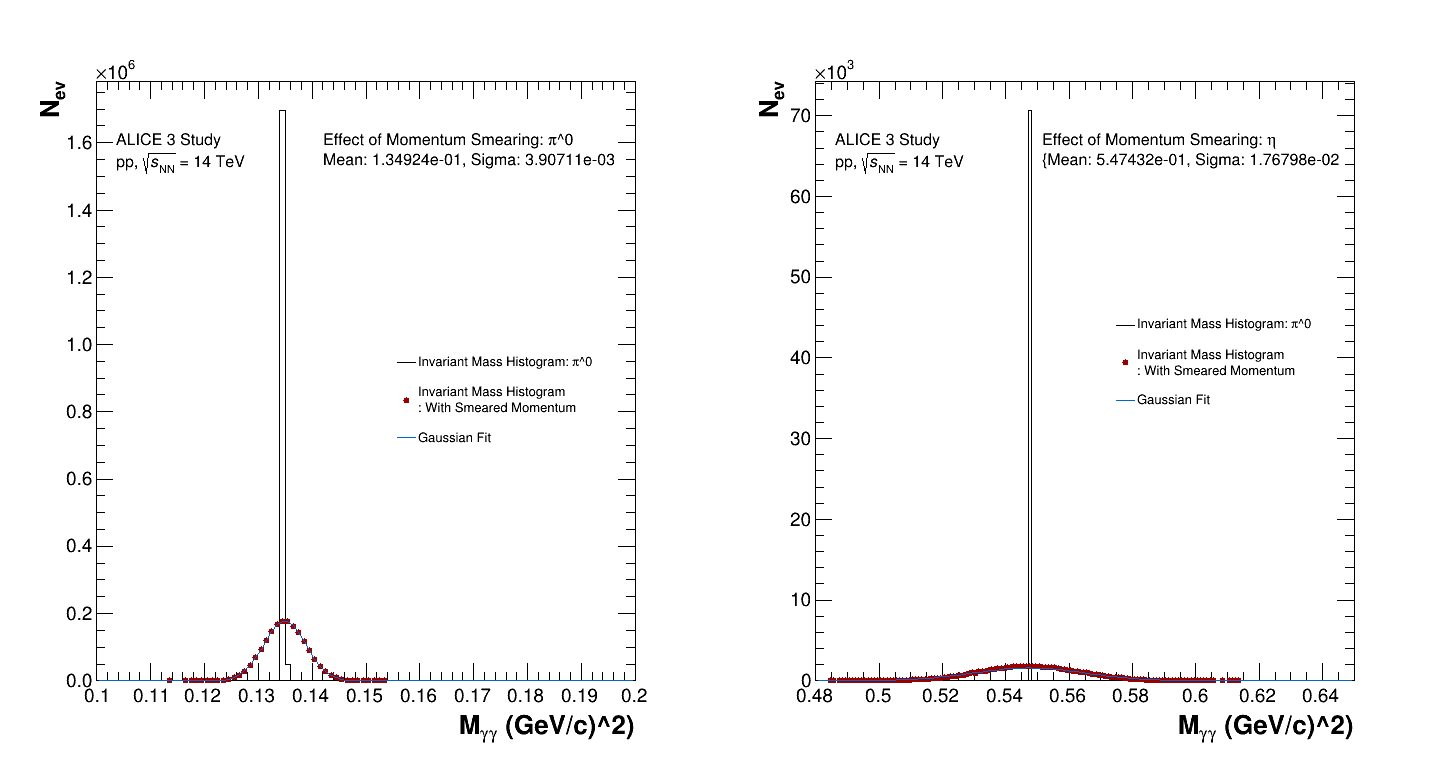 ×10⁶
N_ev
ALICE 3 Study
pp, √s_NN = 14 TeV
Effect of Momentum Smearing: π^0
Mean: 1.34924e-01, Sigma: 3.90711e-03
1.6
1.4
1.2
1.0
0.8
0.6
0.4
0.2
0.0
Invariant Mass Histogram: π^0
Invariant Mass Histogram
: With Smeared Momentum
Gaussian Fit
0.1 0.11 0.12 0.13 0.14 0.15 0.16 0.17 0.18 0.19 0.2
M_γγ (GeV/c)^2)
×10³
N_ev
ALICE 3 Study
pp, √s_NN = 14 TeV
Effect of Momentum Smearing: η
{Mean: 5.47432e-01, Sigma: 1.76798e-02
70
60
50
40
30
20
10
0
Invariant Mass Histogram: π^0
Invariant Mass Histogram
: With Smeared Momentum
Gaussian Fit
0.48 0.5 0.52 0.54 0.56 0.58 0.6 0.62 0.64
M_γγ (GeV/c)^2)